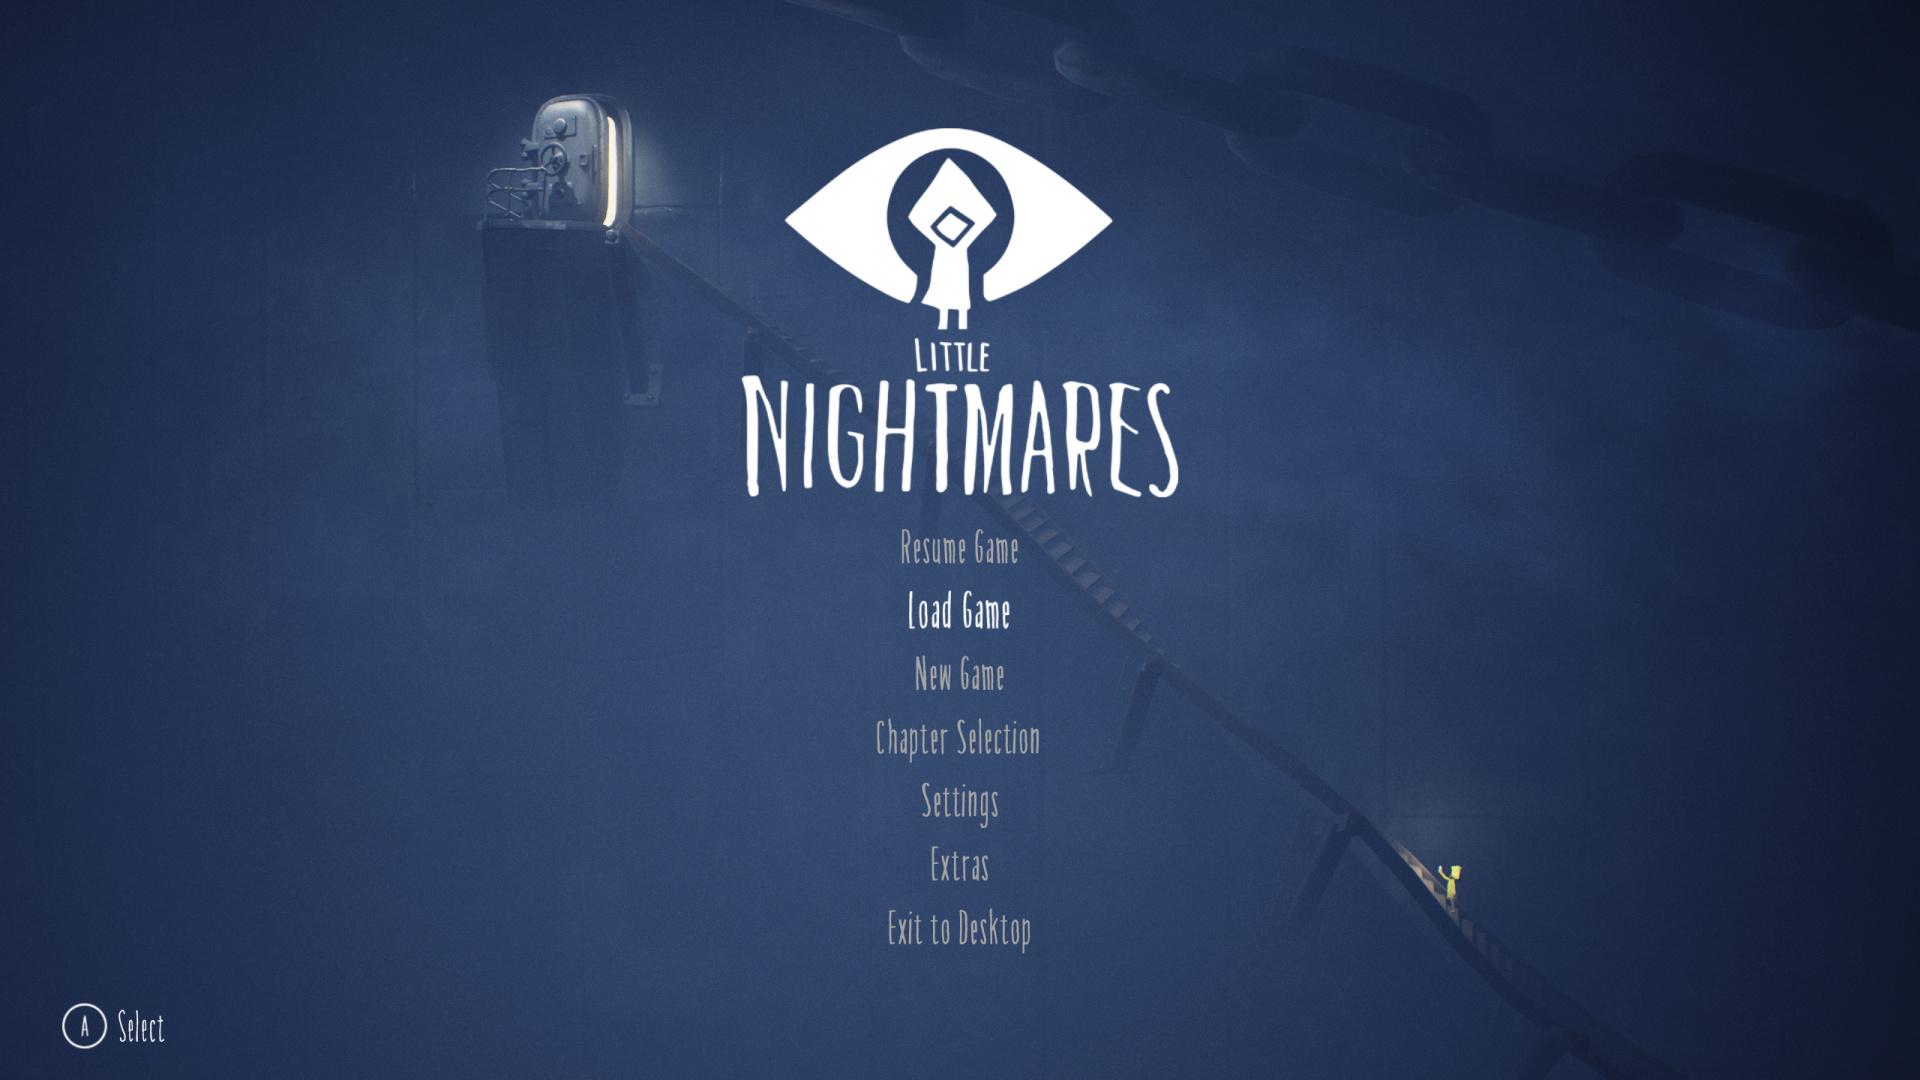 Little
Nightmares
Resume Game
Load Game
New Game
Chapter Selection
Settings
Extras
Exit to Desktop
A Select